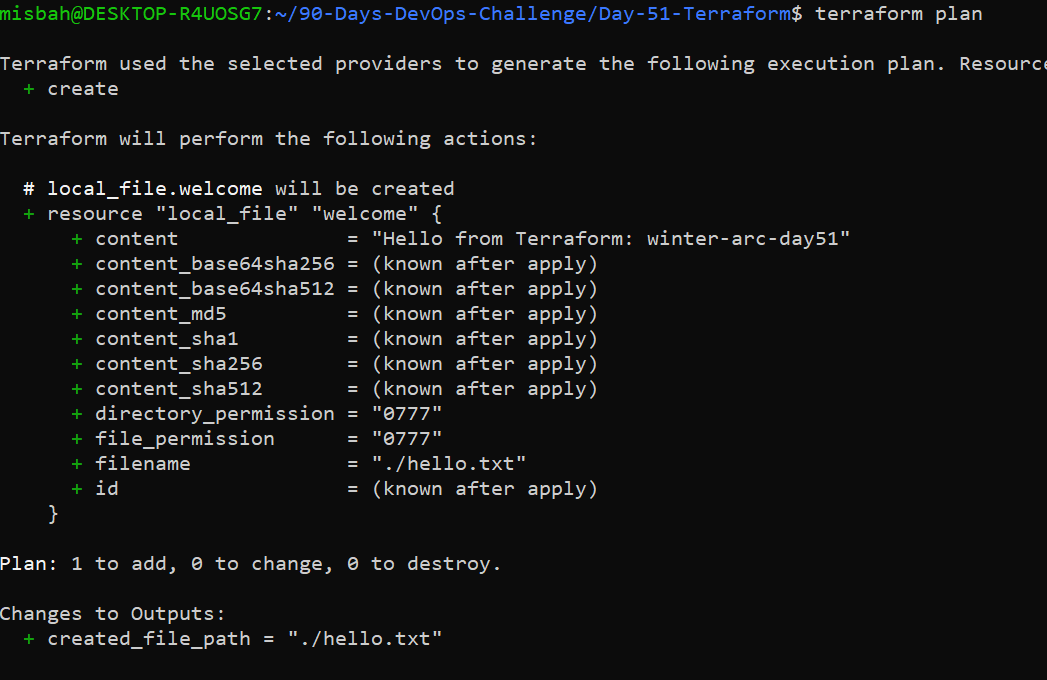 misbah@DESKTOP-R4UOSG7:~/90-Days-DevOps-Challenge/Day-51-Terraform$ terraform plan
Terraform used the selected providers to generate the following execution plan. Resource
+ create
Terraform will perform the following actions:
# local_file.welcome will be created
+ resource "local_file" "welcome" {
+ content = "Hello from Terraform: winter-arc-day51"
+ content_base64sha256 = (known after apply)
+ content_base64sha512 = (known after apply)
+ content_md5 = (known after apply)
+ content_sha1 = (known after apply)
+ content_sha256 = (known after apply)
+ content_sha512 = (known after apply)
+ directory_permission = "0777"
+ file_permission = "0777"
+ filename = "./hello.txt"
+ id = (known after apply)
}
Plan: 1 to add, 0 to change, 0 to destroy.
Changes to Outputs:
+ created_file_path = "./hello.txt"